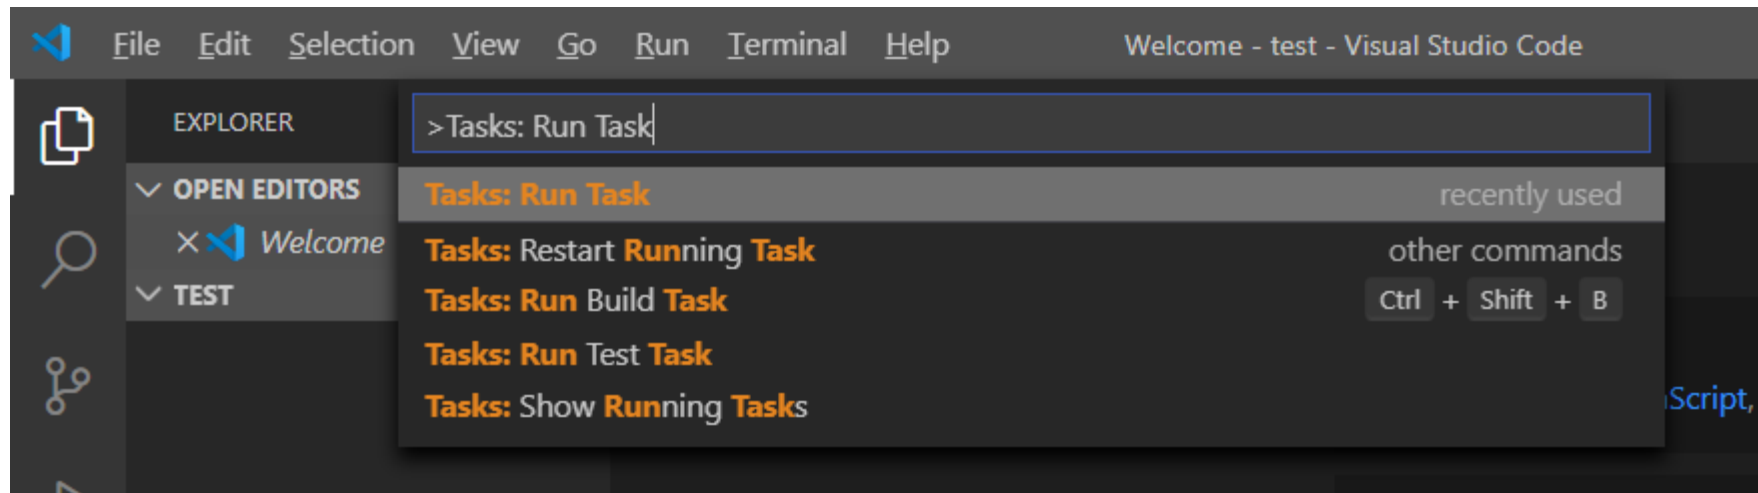 File Edit Selection View Go Run Terminal Help Welcome - test - Visual Studio Code
EXPLORER
OPEN EDITORS
Welcome
TEST
>Tasks: Run Task
Tasks: Run Task recently used
Tasks: Restart Running Task other commands
Tasks: Run Build Task Ctrl + Shift + B
Tasks: Run Test Task
Tasks: Show Running Tasks
Script,